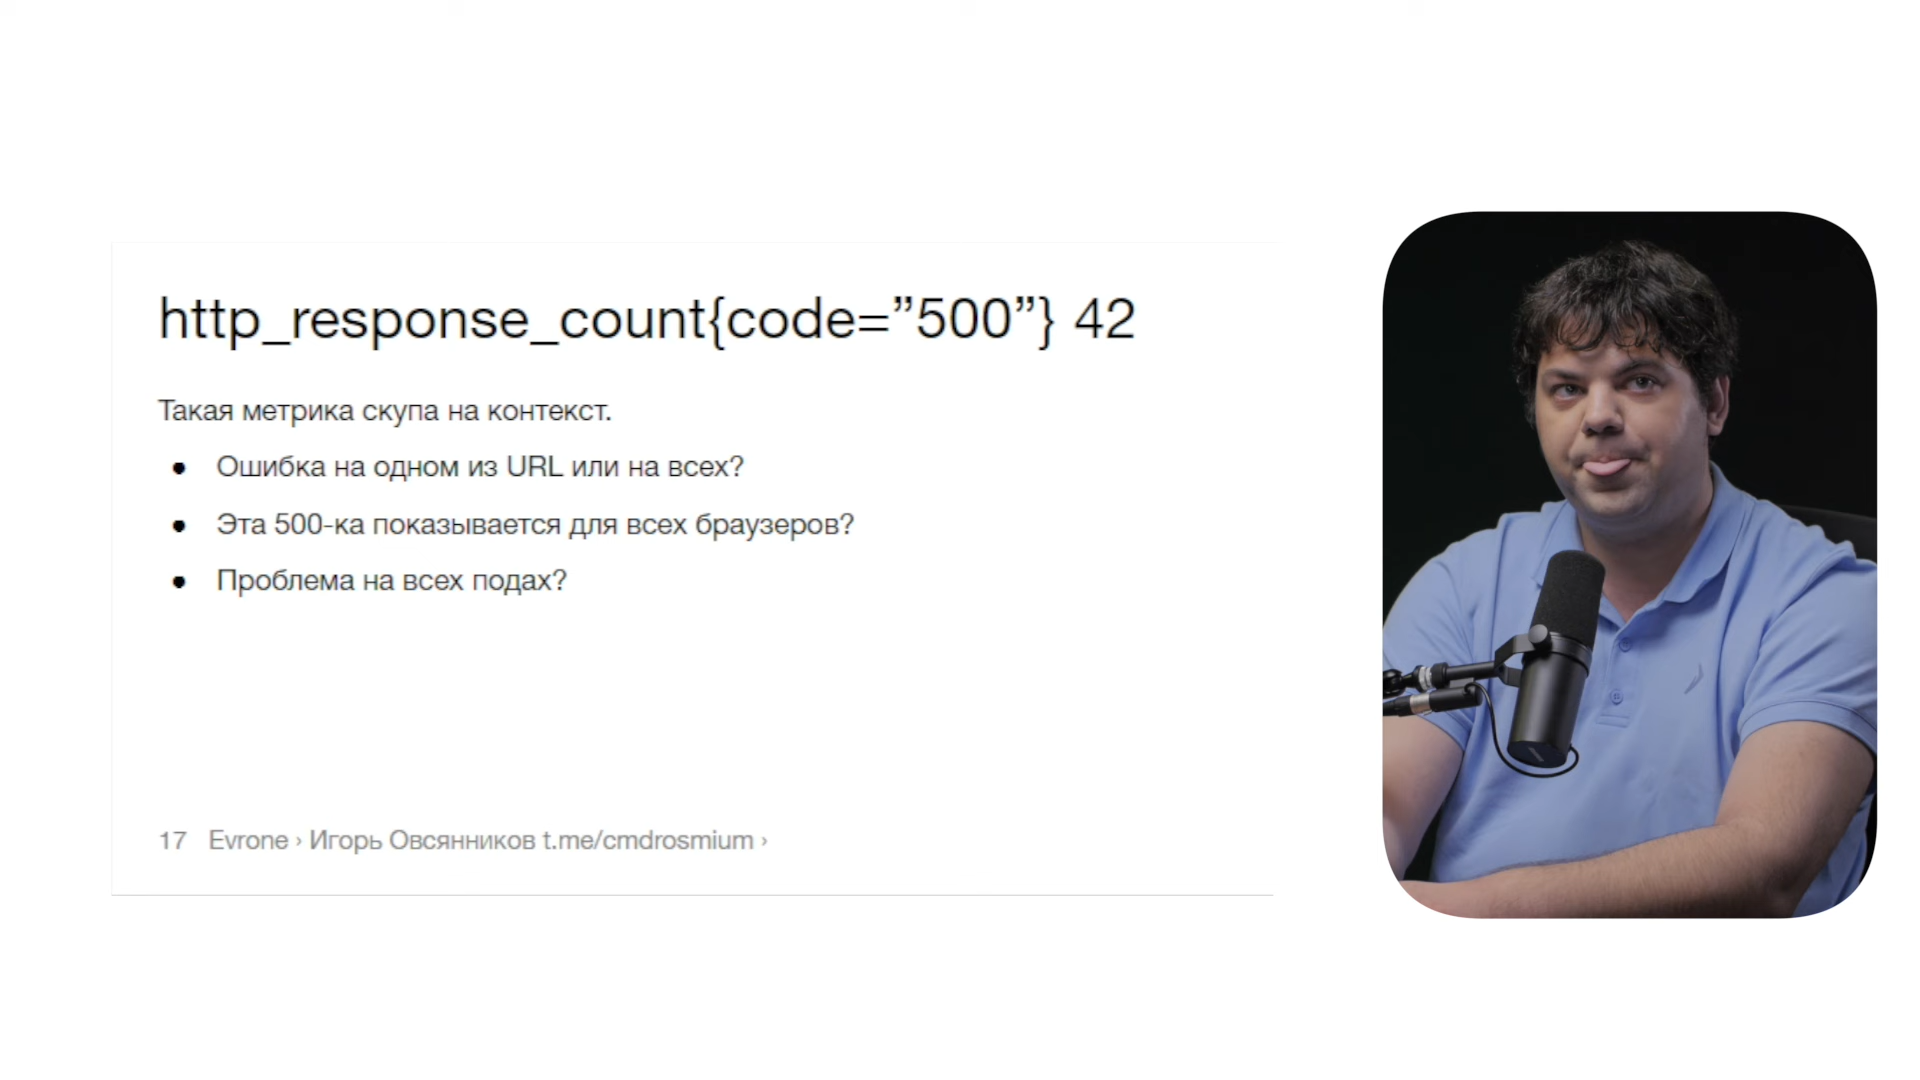 http_response_count{code=”500”} 42
Такая метрика скупа на контекст.
● Ошибка на одном из URL или на всех?
● Эта 500-ка показывается для всех браузеров?
● Проблема на всех подах?
17 Evrone › Игорь Овсянников t.me/cmdrosmium ›